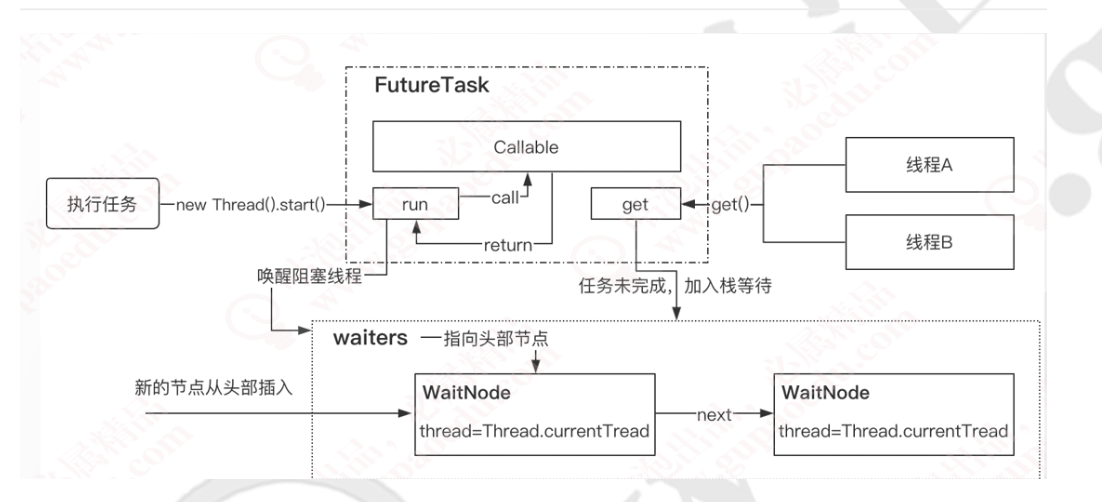 FutureTask
Callable
线程A
执行任务
new Thread().start()
run
call
get
get()
return
线程B
唤醒阻塞线程
任务未完成，加入栈等待
waiters
指向头部节点
新的节点从头部插入
WaitNode
thread=Thread.currentTread
next
WaitNode
thread=Thread.currentTread